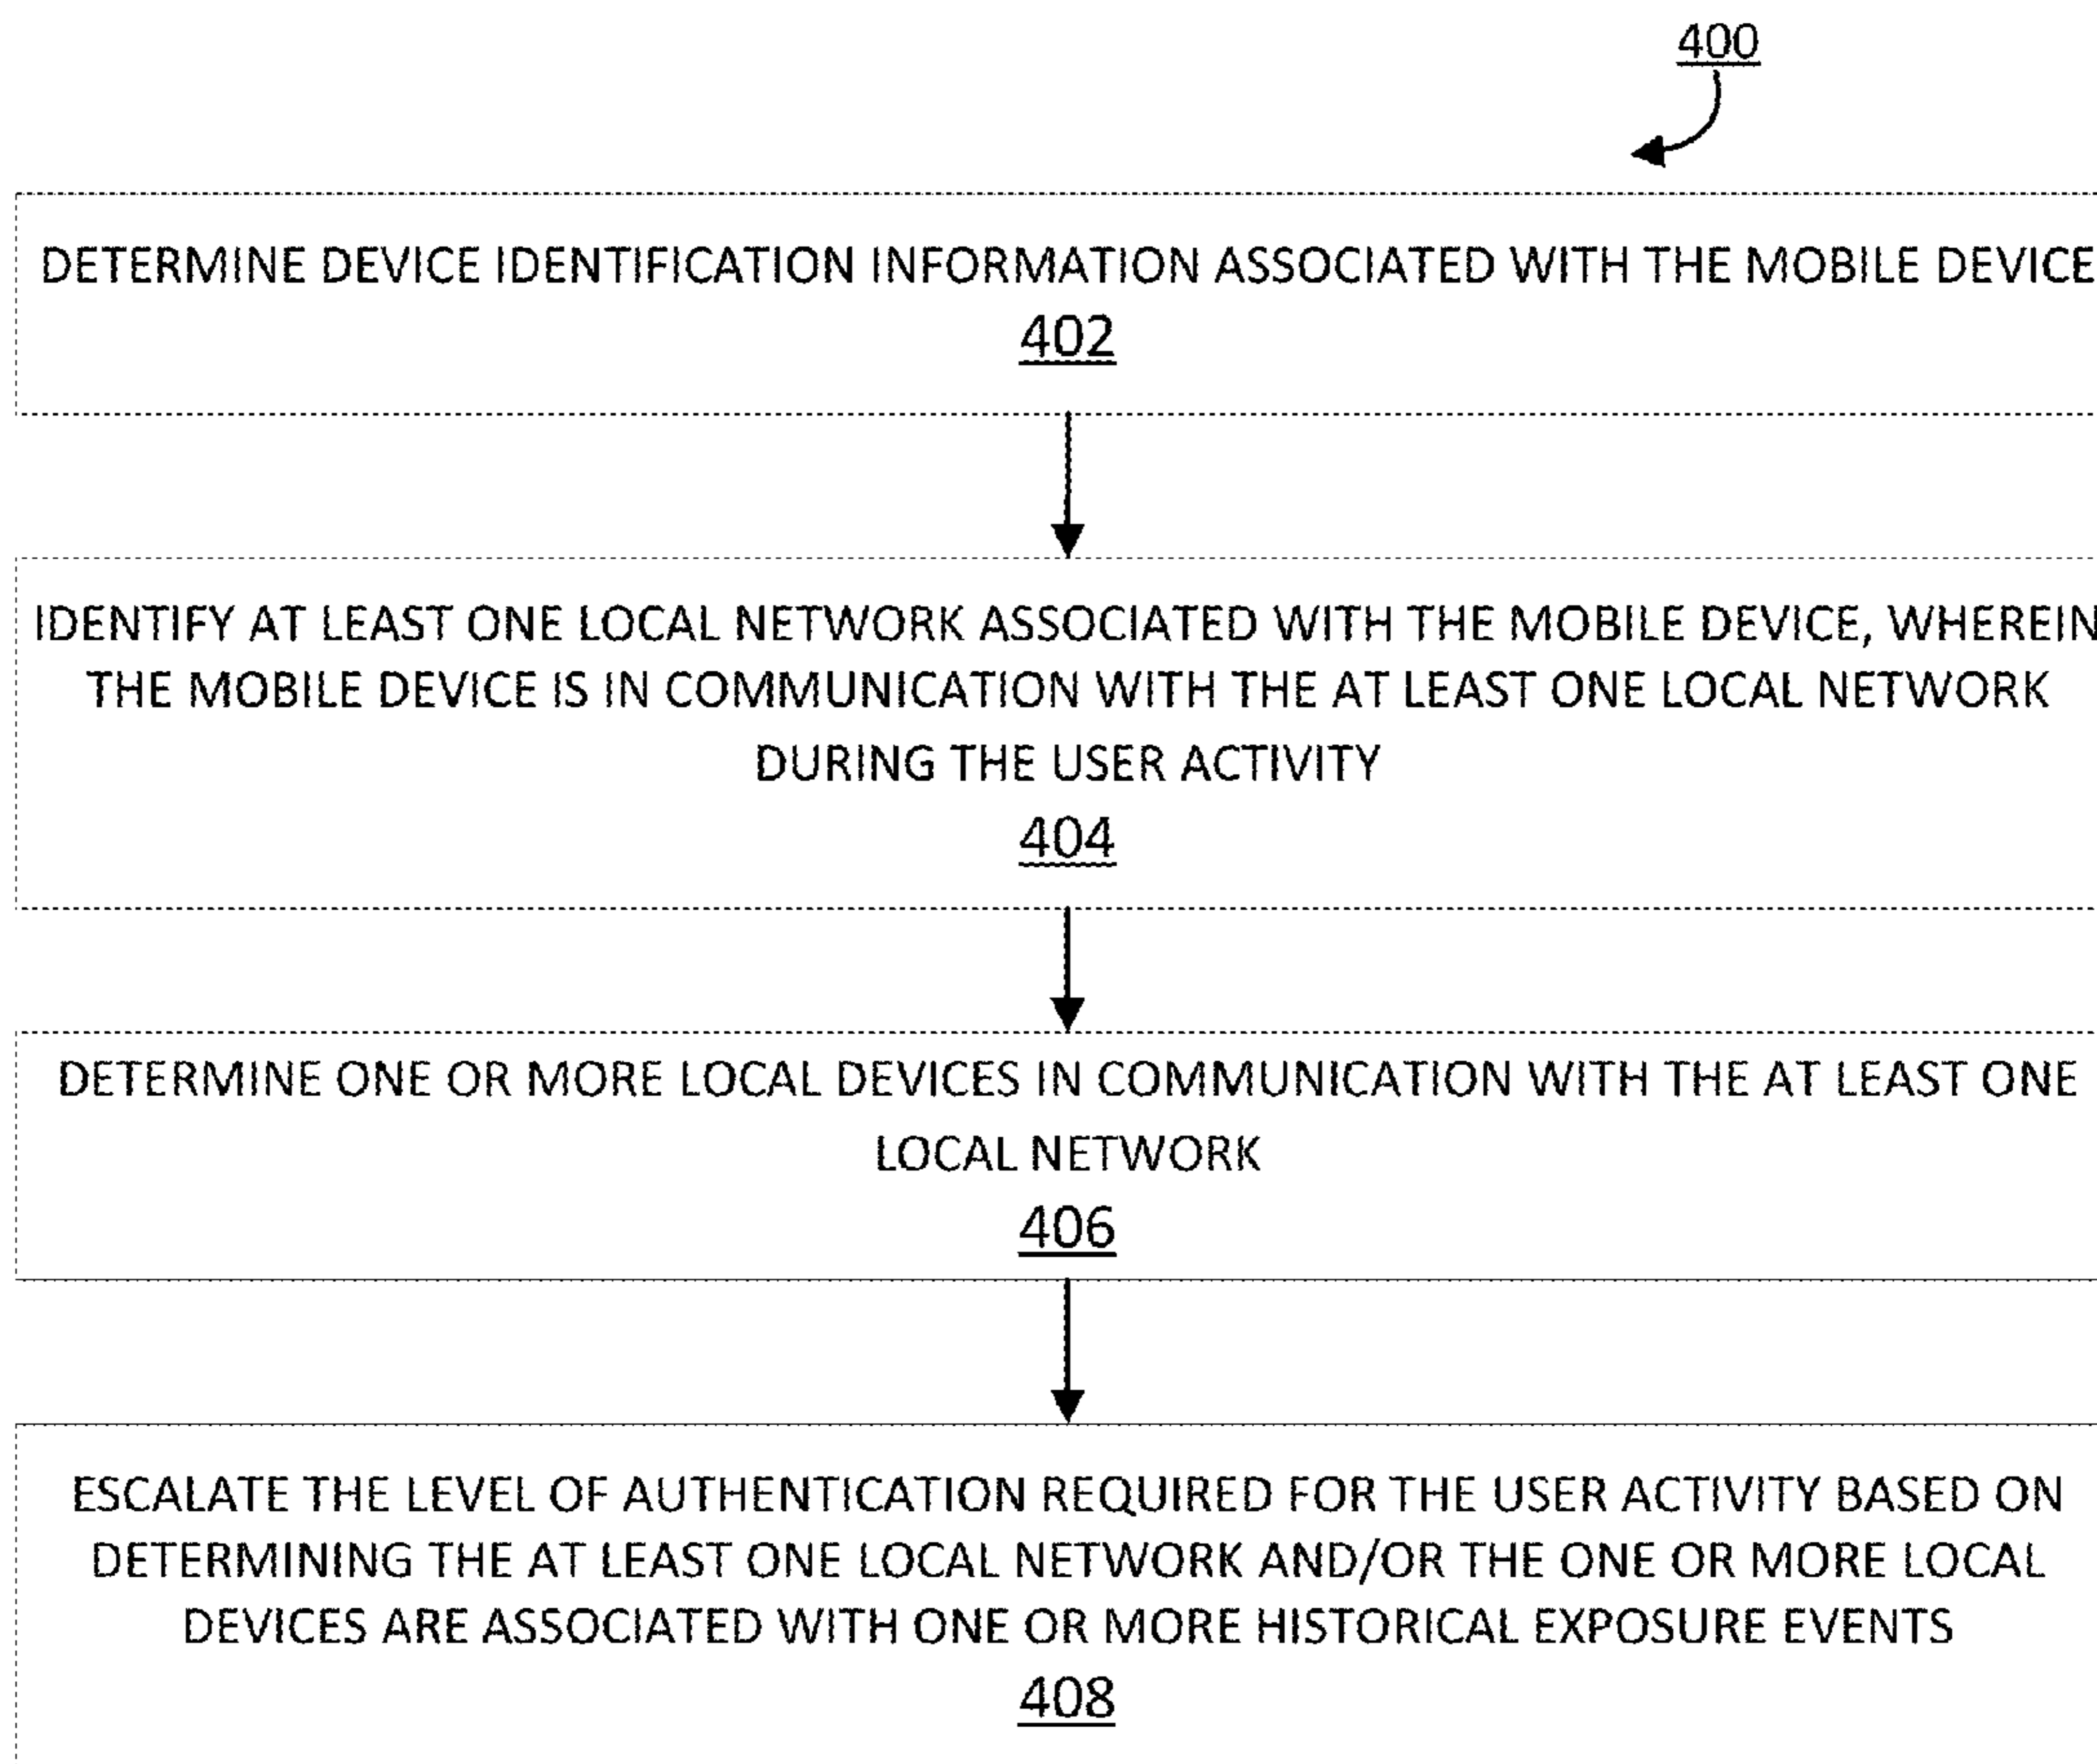 400
DETERMINE DEVICE IDENTIFICATION INFORMATION ASSOCIATED WITH THE MOBILE DEVICE
402
IDENTIFY AT LEAST ONE LOCAL NETWORK ASSOCIATED WITH THE MOBILE DEVICE, WHEREIN
THE MOBILE DEVICE IS IN COMMUNICATION WITH THE AT LEAST ONE LOCAL NETWORK
DURING THE USER ACTIVITY
404
DETERMINE ONE OR MORE LOCAL DEVICES IN COMMUNICATION WITH THE AT LEAST ONE
LOCAL NETWORK
406
ESCALATE THE LEVEL OF AUTHENTICATION REQUIRED FOR THE USER ACTIVITY BASED ON
DETERMINING THE AT LEAST ONE LOCAL NETWORK AND/OR THE ONE OR MORE LOCAL
DEVICES ARE ASSOCIATED WITH ONE OR MORE HISTORICAL EXPOSURE EVENTS
408